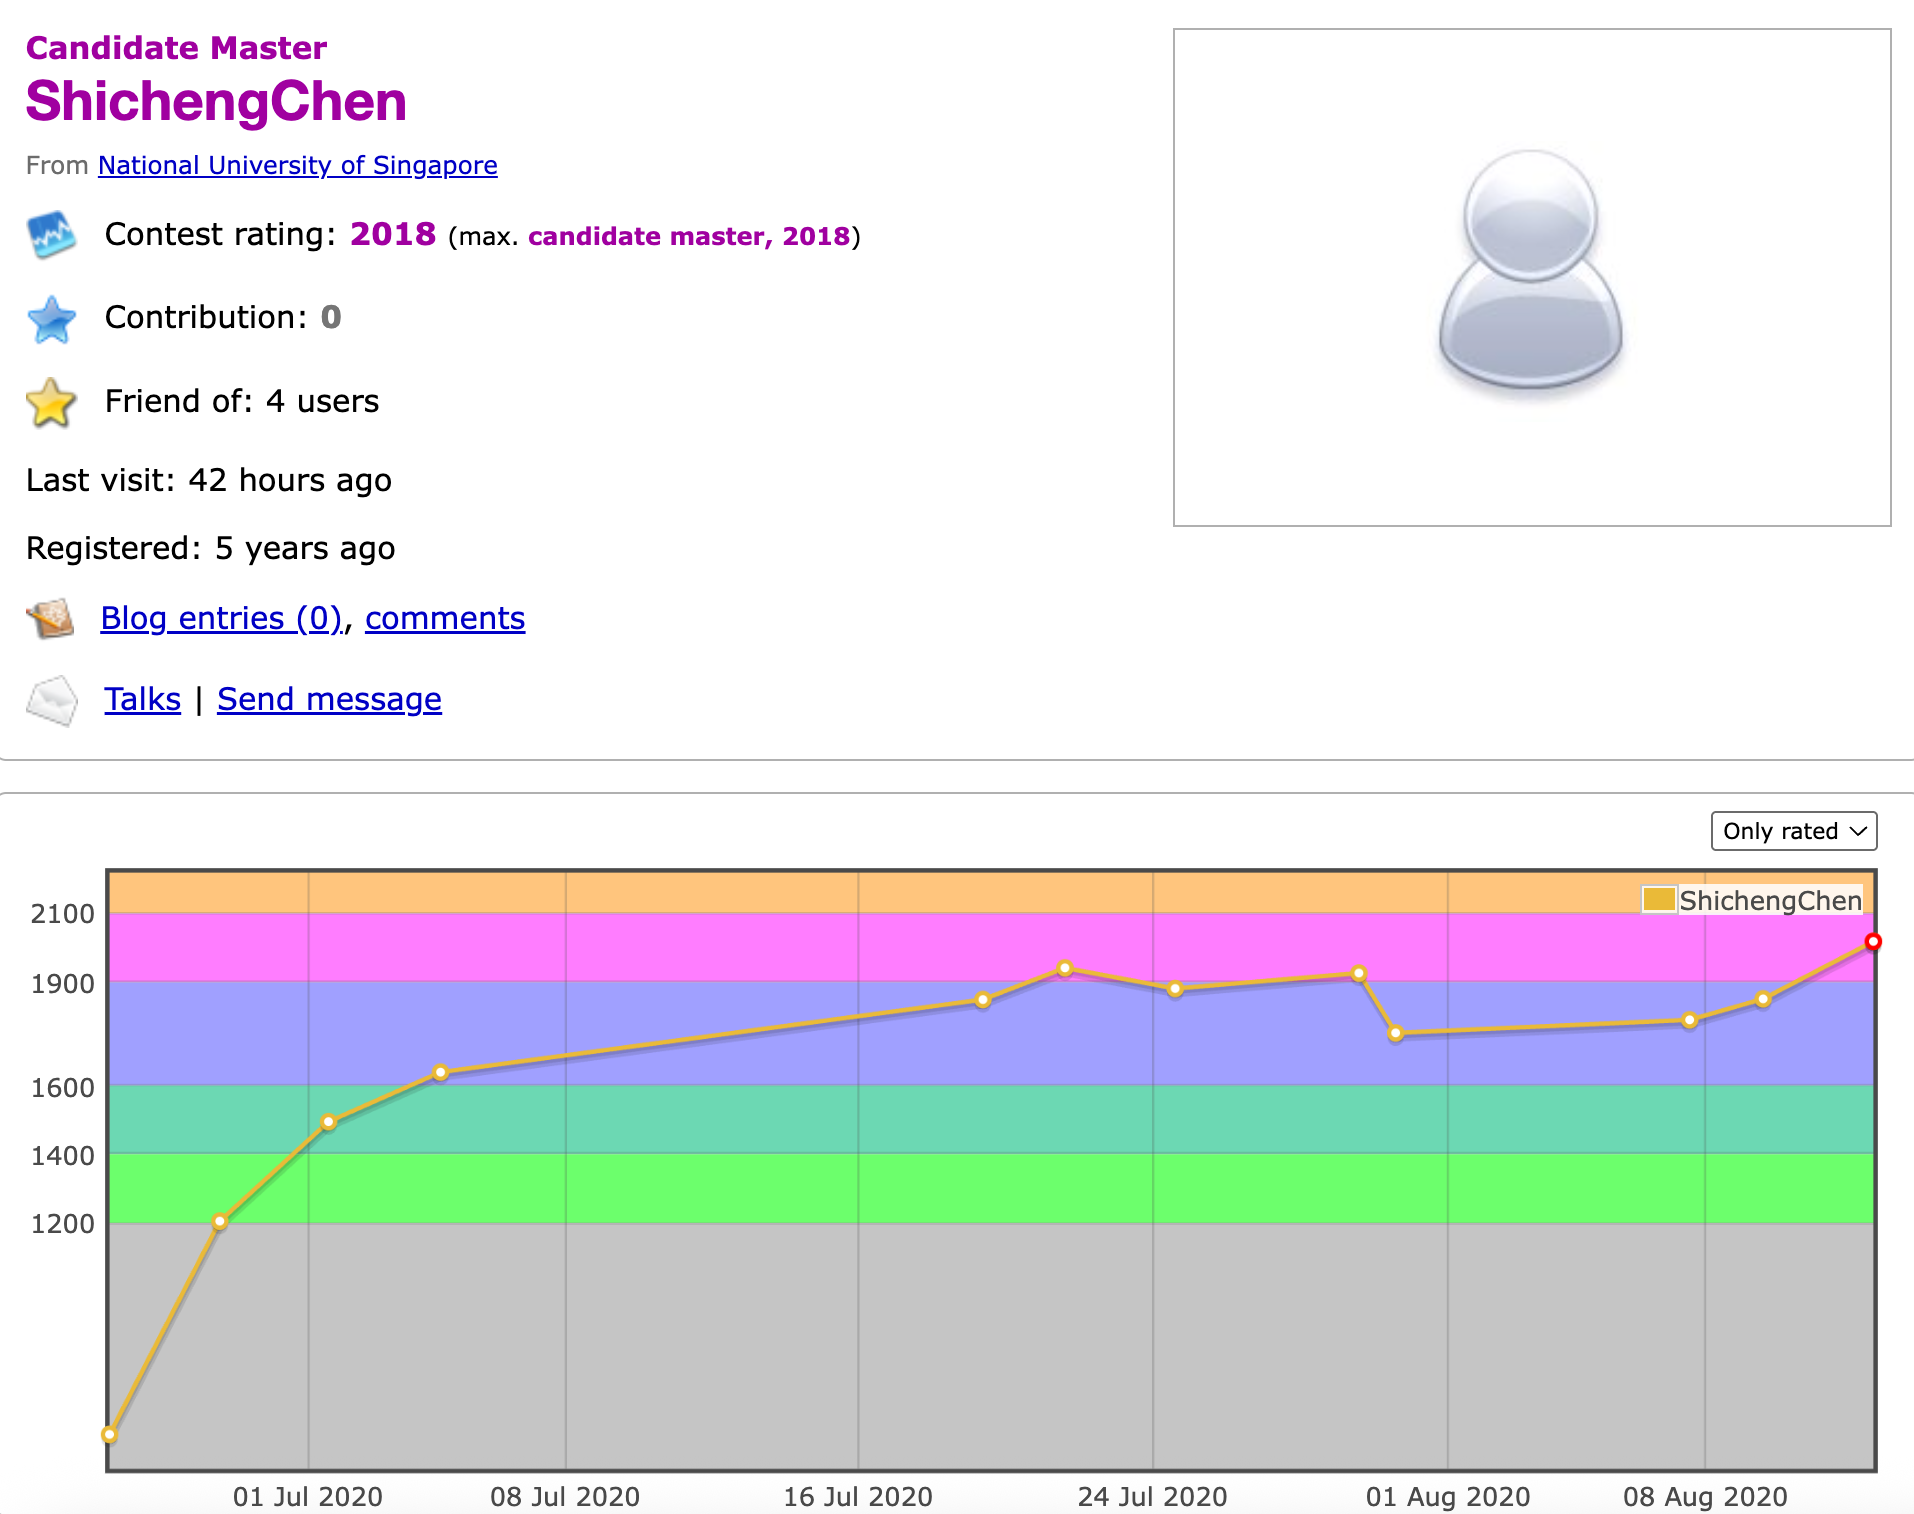 Candidate Master
ShichengChen
From National University of Singapore
Contest rating: 2018 (max. candidate master, 2018)
Contribution: 0
Friend of: 4 users
Last visit: 42 hours ago
Registered: 5 years ago
Blog entries (0), comments
Talks | Send message
Only rated
ShichengChen
2100
1900
1600
1400
1200
01 Jul 2020 08 Jul 2020 16 Jul 2020 24 Jul 2020 01 Aug 2020 08 Aug 2020